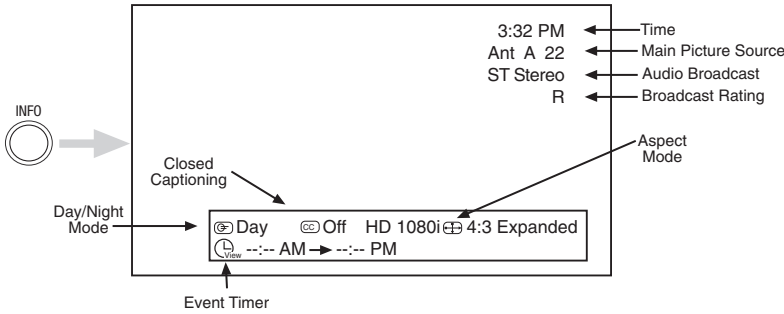 3:32 PM
Time
Ant A 22
Main Picture Source
ST Stereo
Audio Broadcast
R
Broadcast Rating
INFO
Aspect
Mode
Closed
Captioning
Day/Night
Mode
Day
CC Off
HD 1080i
4:3 Expanded
View
--:-- AM
--:-- PM
Event Timer